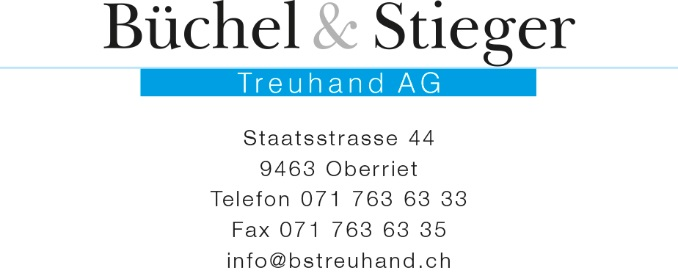 Büchel & Stieger
Treuhand AG
Staatsstrasse 44
9463 Oberriet
Telefon 071 763 63 33
Fax 071 763 63 35
info@bstreuhand.ch